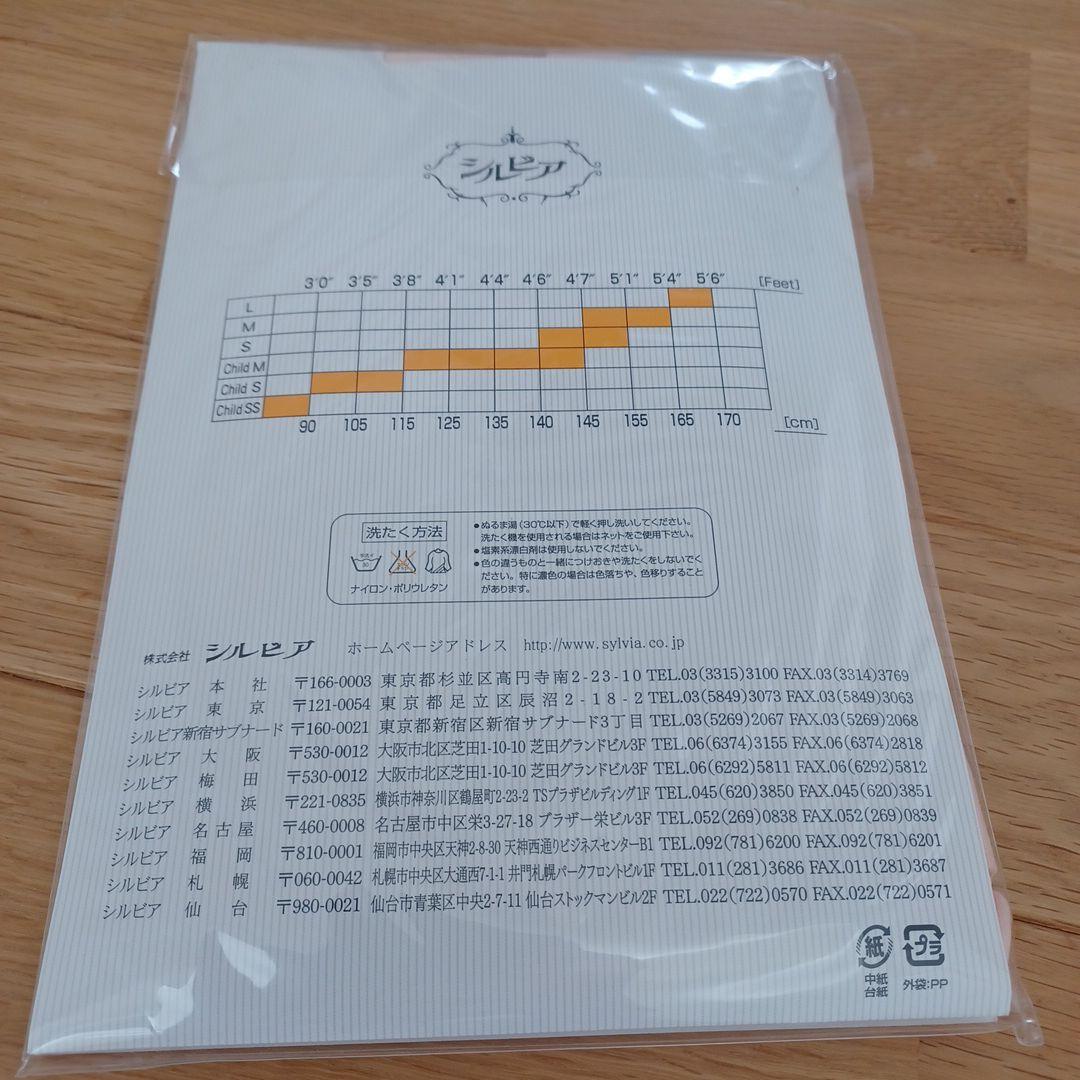 シルビア
3'0" 3'5" 3'8" 4'1" 4'4" 4'6" 4'7" 5'1" 5'4" 5'6" [Feet]
L
M
S
Child M
Child S
Child SS
90 105 115 125 135 140 145 155 165 170 [cm]
洗たく方法
ナイロン・ポリウレタン
●ぬるま湯(30℃以下)で軽く押し洗いしてください。
洗たく機を使用される場合はネットをご使用下さい。
●塩素系漂白剤は使用しないでください。
●色の違うものと一緒につけおきや洗たくをしないでく
ださい。特に濃色の場合は色落ちや、色移りすること
があります。
株式会社 シルビア ホームページアドレス http://www.sylvia.co.jp
シルビア 本社 〒166-0003 東京都杉並区高円寺南2-23-10 TEL.03(3315)3100 FAX.03(3314)3769
シルビア 東京 〒121-0054 東京都足立区辰沼2-18-2 TEL.03(5849)3073 FAX.03(5849)3063
シルビア新宿サブナード 〒160-0021 東京都新宿区新宿サブナード3丁目 TEL.03(5269)2067 FAX.03(5269)2068
シルビア 大阪 〒530-0012 大阪市北区芝田1-10-10 芝田グランドビル3F TEL.06(6374)3155 FAX.06(6374)2818
シルビア 梅田 〒530-0012 大阪市北区芝田1-10-10 芝田グランドビル3F TEL.06(6292)5811 FAX.06(6292)5812
シルビア 横浜 〒221-0835 横浜市神奈川区鶴屋町2-23-2 TSプラザビルディング1F TEL.045(620)3850 FAX.045(620)3851
シルビア 名古屋 〒460-0008 名古屋市中区栄3-27-18 ブラザー栄ビル3F TEL.052(269)0838 FAX.052(269)0839
シルビア 福岡 〒810-0001 福岡市中央区天神2-8-30 天神西通りビジネスセンターB1 TEL.092(781)6200 FAX.092(781)6201
シルビア 札幌 〒060-0042 札幌市中央区大通西7-1-1 井門札幌パークフロントビル1F TEL.011(281)3686 FAX.011(281)3687
シルビア 仙台 〒980-0021 仙台市青葉区中央2-7-11 仙台ストックマンビル2F TEL.022(722)0570 FAX.022(722)0571
紙 プラ
中紙 外袋:PP
台紙